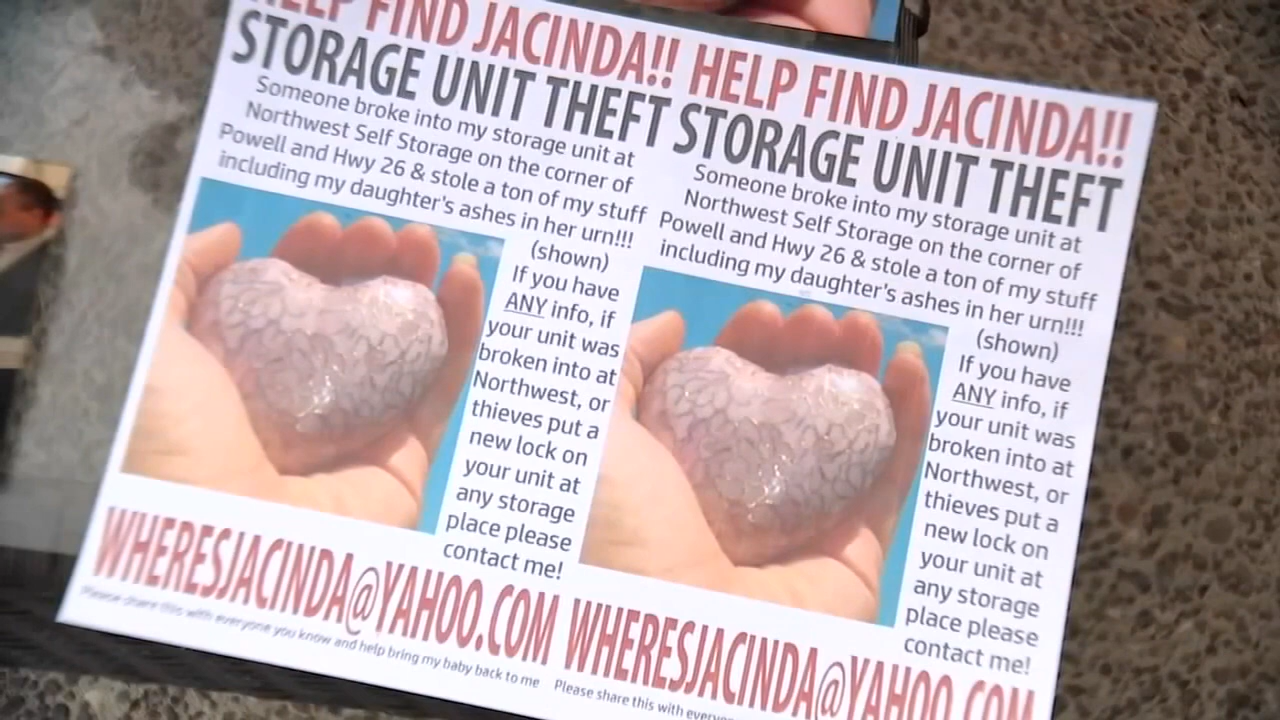 HELP FIND JACINDA!!
STORAGE UNIT THEFT
Someone broke into my storage unit at
Northwest Self Storage on the corner of
Powell and Hwy 26 & stole a ton of my stuff
including my daughter's ashes in her urn!!!
(shown)
If you have
ANY info, if
your unit was
broken into at
Northwest, or
thieves put a
new lock on
your unit at
any storage
place please
contact me!
WHERESJACINDA@YAHOO.COM
Please share this with everyone you know and help bring my baby back to me
HELP FIND JACINDA!!
STORAGE UNIT THEFT
Someone broke into my storage unit at
Northwest Self Storage on the corner of
Powell and Hwy 26 & stole a ton of my stuff
including my daughter's ashes in her urn!!!
(shown)
If you have
ANY info, if
your unit was
broken into at
Northwest, or
thieves put a
new lock on
your unit at
any storage
place please
contact me!
WHERESJACINDA@YAHOO.COM
Please share this with